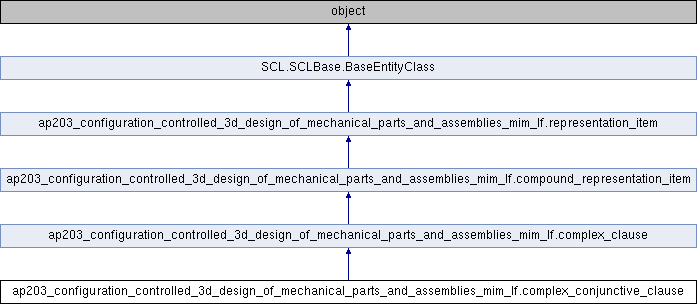 object
SCL.SCLBase.BaseEntityClass
ap203_configuration_controlled_3d_design_of_mechanical_parts_and_assemblies_mim_lf.representation_item
ap203_configuration_controlled_3d_design_of_mechanical_parts_and_assemblies_mim_lf.compound_representation_item
ap203_configuration_controlled_3d_design_of_mechanical_parts_and_assemblies_mim_lf.complex_clause
ap203_configuration_controlled_3d_design_of_mechanical_parts_and_assemblies_mim_lf.complex_conjunctive_clause